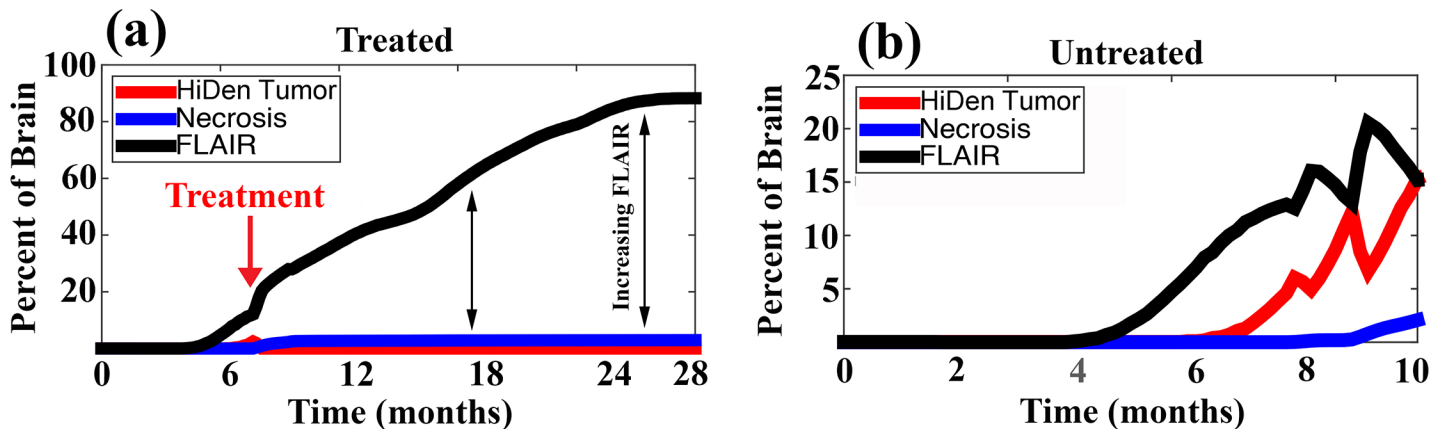 (a)
Treated
Percent of Brain
100
80
60
40
20
HiDen Tumor
Necrosis
FLAIR
Treatment
Increasing FLAIR
0 6 12 18 24 28
Time (months)
(b)
Untreated
Percent of Brain
25
20
15
10
5
HiDen Tumor
Necrosis
FLAIR
0 2 4 6 8 10
Time (months)